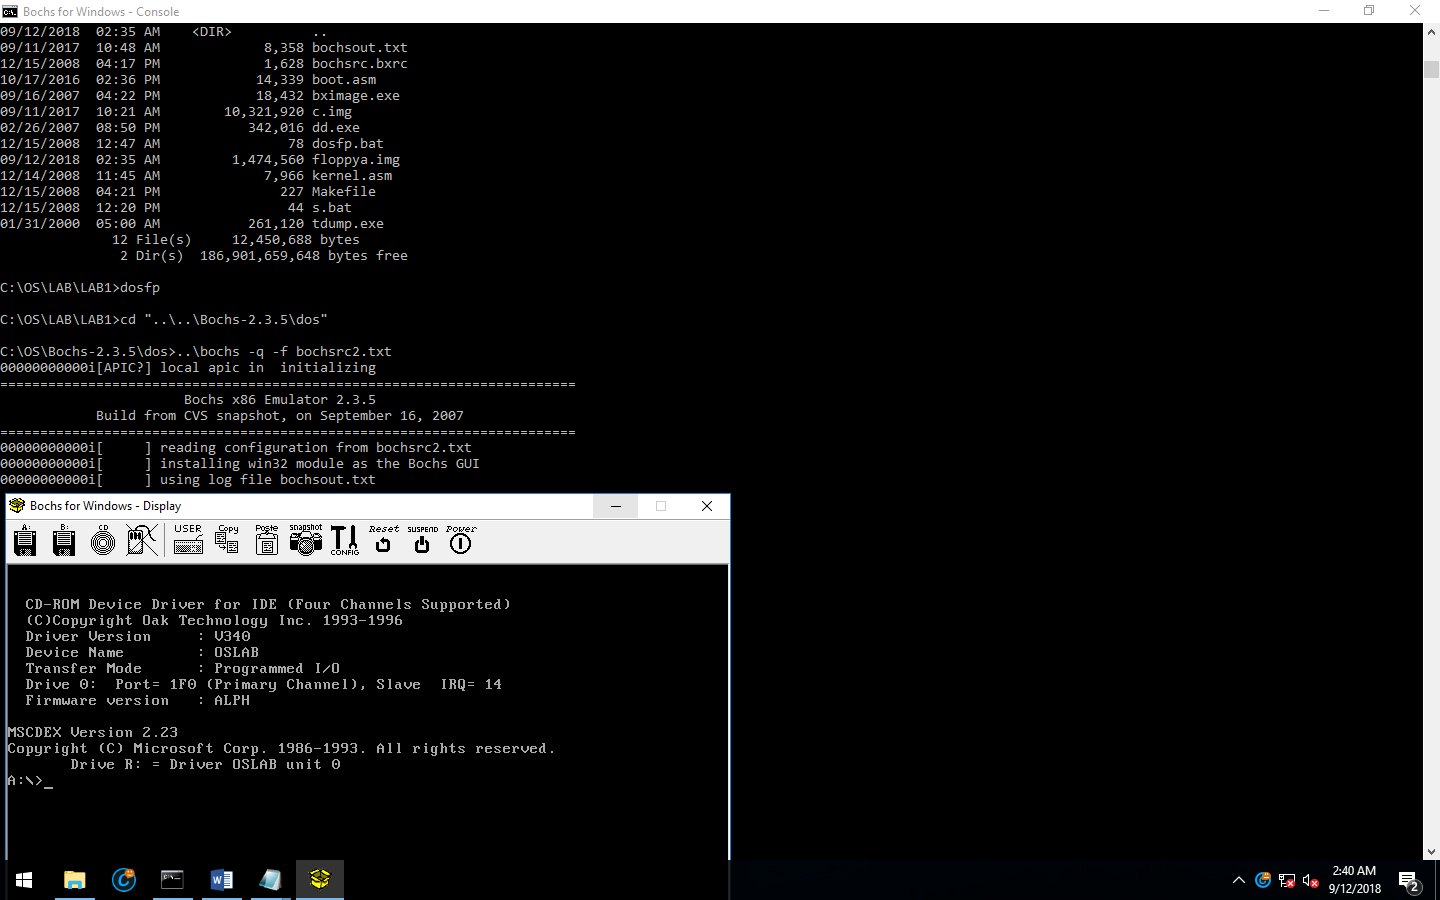 Bochs for Windows - Console
09/12/2018  02:35 AM    <DIR>          ..
09/11/2017  10:48 AM             8,358 bochsout.txt
12/15/2008  04:17 PM             1,628 bochsrc.bxrc
10/17/2016  02:36 PM            14,339 boot.asm
09/16/2007  04:22 PM            18,432 bximage.exe
09/11/2017  10:21 AM        10,321,920 c.img
02/26/2007  08:50 PM           342,016 dd.exe
12/15/2008  12:47 AM                78 dosfp.bat
09/12/2018  02:35 AM         1,474,560 floppya.img
12/14/2008  11:45 AM             7,966 kernel.asm
12/15/2008  04:21 PM               227 Makefile
12/15/2008  12:20 PM                44 s.bat
01/31/2000  05:00 AM           261,120 tdump.exe
              12 File(s)     12,450,688 bytes
               2 Dir(s)  186,901,659,648 bytes free
C:\OS\LAB\LAB1>dosfp
C:\OS\LAB\LAB1>cd "..\..\Bochs-2.3.5\dos"
C:\OS\Bochs-2.3.5\dos>..\bochs -q -f bochsrc2.txt
00000000000i[APIC?] local apic in  initializing
========================================================================
                       Bochs x86 Emulator 2.3.5
            Build from CVS snapshot, on September 16, 2007
========================================================================
00000000000i[     ] reading configuration from bochsrc2.txt
00000000000i[     ] installing win32 module as the Bochs GUI
00000000000i[     ] using log file bochsout.txt
Bochs for Windows - Display
A: B: CD USER Copy Paste snapshot CONFIG Reset SUSPEND Power
CD-ROM Device Driver for IDE (Four Channels Supported)
(C)Copyright Oak Technology Inc. 1993-1996
Driver Version     : V340
Device Name        : OSLAB
Transfer Mode      : Programmed I/O
Drive 0:  Port= 1F0 (Primary Channel), Slave  IRQ= 14
Firmware version   : ALPH
MSCDEX Version 2.23
Copyright (C) Microsoft Corp. 1986-1993. All rights reserved.
       Drive R: = Driver OSLAB unit 0
A:\>_
2:40 AM
9/12/2018
2